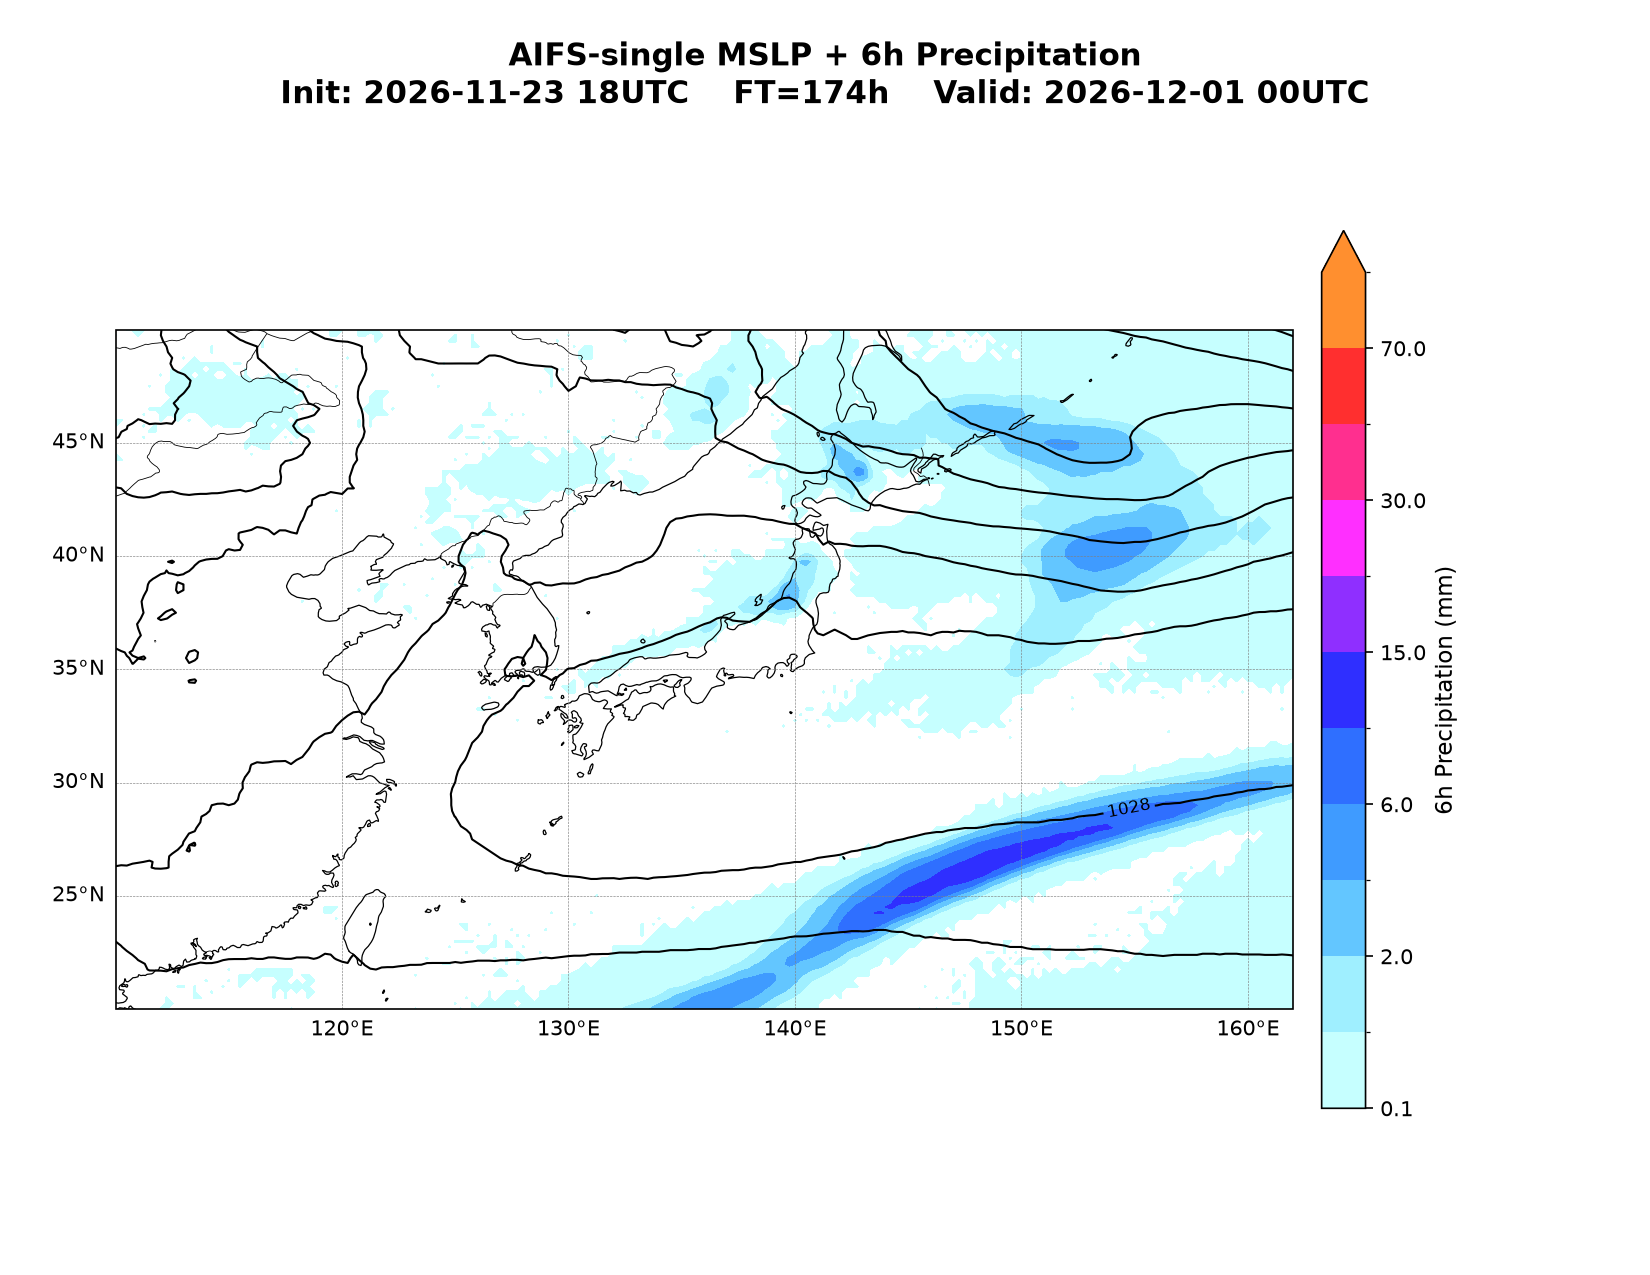 AIFS-single MSLP + 6h Precipitation
Init: 2026-11-23 18UTC    FT=174h    Valid: 2026-12-01 00UTC
70.0
45°N
30.0
40°N
15.0
6h Precipitation (mm)
35°N
30°N
1028
6.0
25°N
2.0
120°E
130°E
140°E
150°E
160°E
0.1